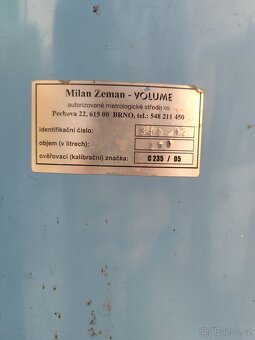 Milan Zeman - VOLUME
autorizované metrologické středisko
Pechova 22, 615 00 BRNO, tel.: 548 211 450
identifikační číslo:
objem (v litrech):
ověřovací (kalibrační) značka: C 235 / 05